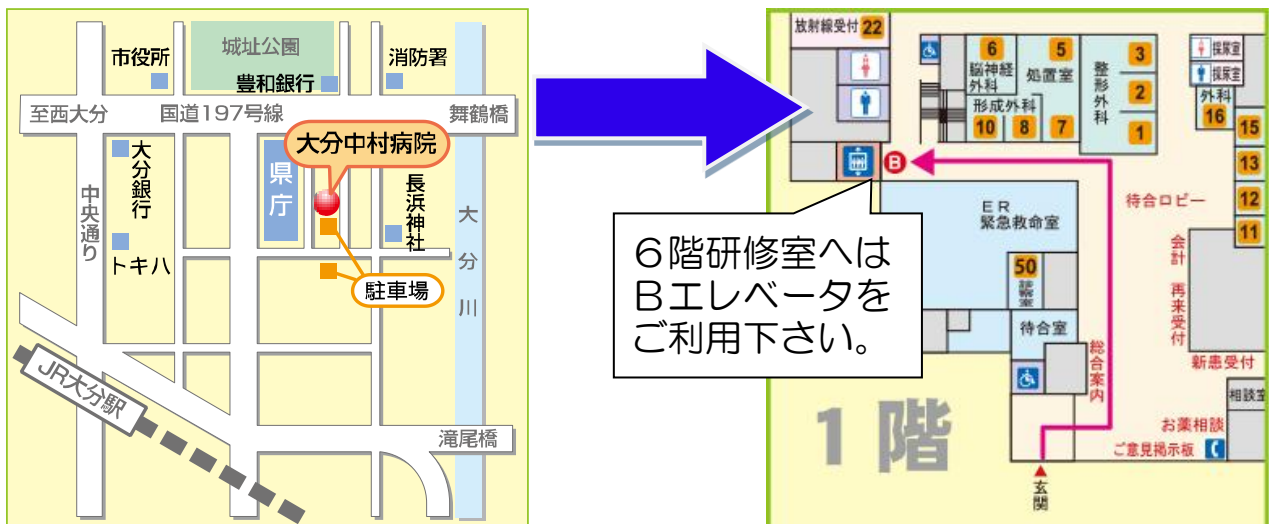 市役所
城址公園
消防署
豊和銀行
至西大分
国道197号線
舞鶴橋
大分中村病院
大分銀行
県庁
長浜神社
中央通り
大分川
トキハ
駐車場
JR大分駅
滝尾橋
放射線受付 22
6
脳神経
外科
5
処置室
形成外科
10
8
7
整形外科
3
2
1
採尿室
採尿室
外科
16
15
13
12
11
B
待合ロビー
ER
緊急救命室
50
診察室
待合室
会計 再来受付
新患受付
総合案内
相談室
お薬相談
ご意見掲示板
玄関
1階
6階研修室へは
Bエレベータを
ご利用下さい。